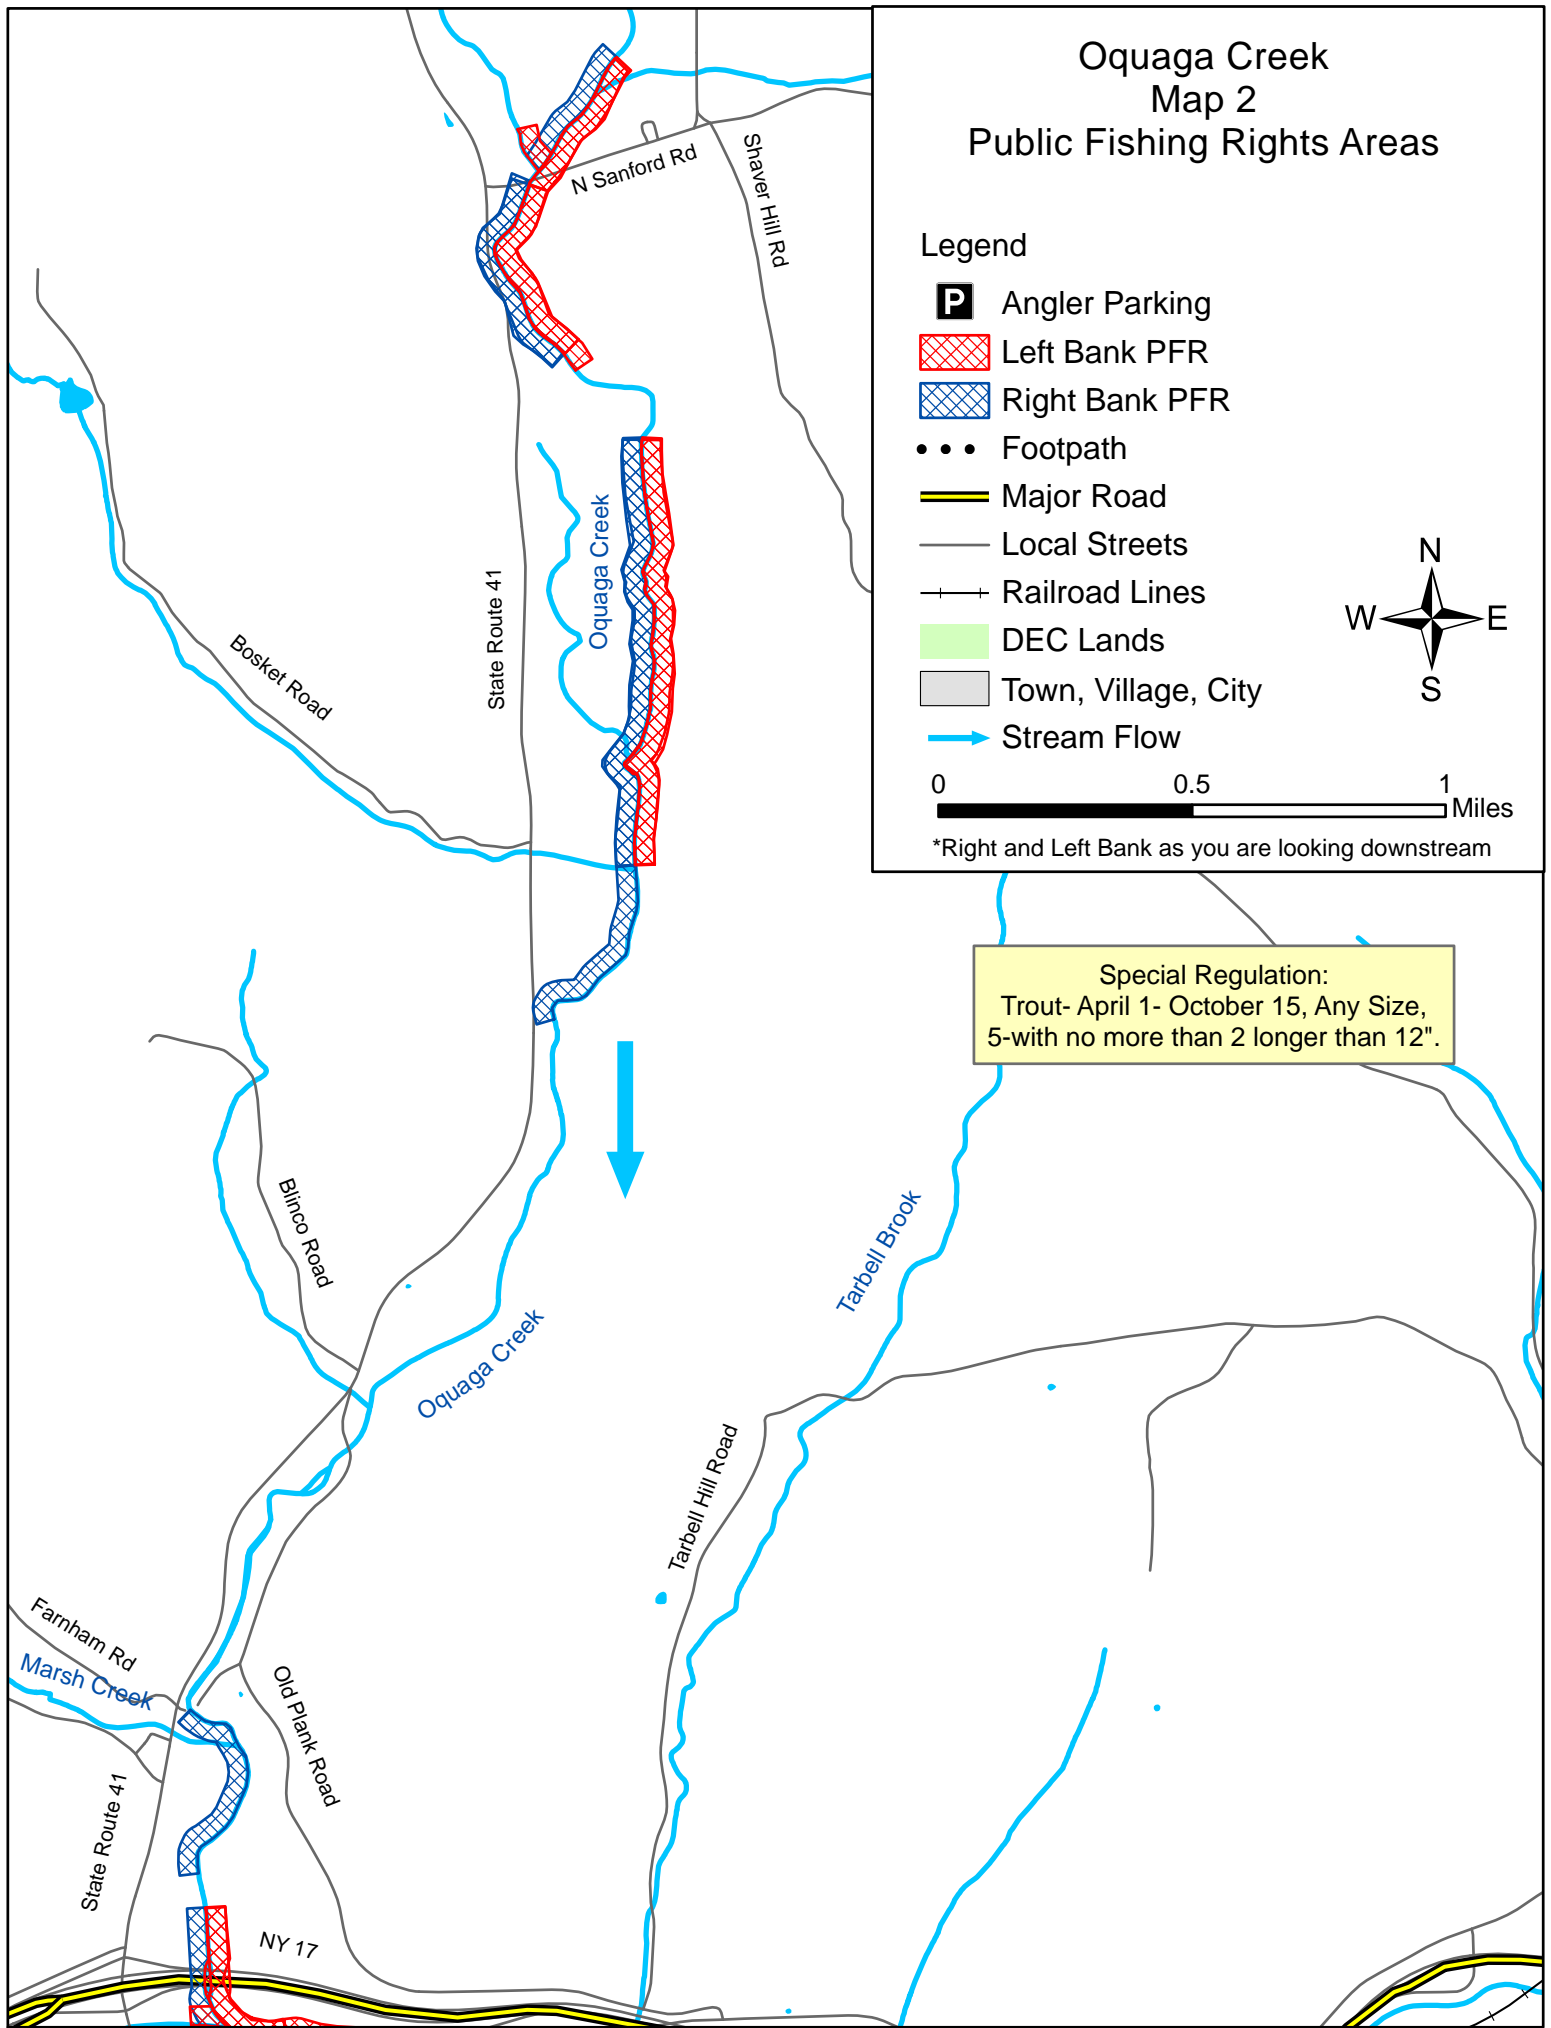 Oquaga Creek
Map 2
Public Fishing Rights Areas
Legend
P Angler Parking
Left Bank PFR
Right Bank PFR
Footpath
Major Road
Local Streets
Railroad Lines
DEC Lands
Town, Village, City
Stream Flow
N
W E
S
0 0.5 1
Miles
*Right and Left Bank as you are looking downstream
Special Regulation:
Trout- April 1- October 15, Any Size,
5-with no more than 2 longer than 12".
N Sanford Rd
Shaver Hill Rd
Oquaga Creek
State Route 41
Bosket Road
Blinco Road
Tarbell Brook
Oquaga Creek
Tarbell Hill Road
Farnham Rd
Marsh Creek
Old Plank Road
State Route 41
NY 17